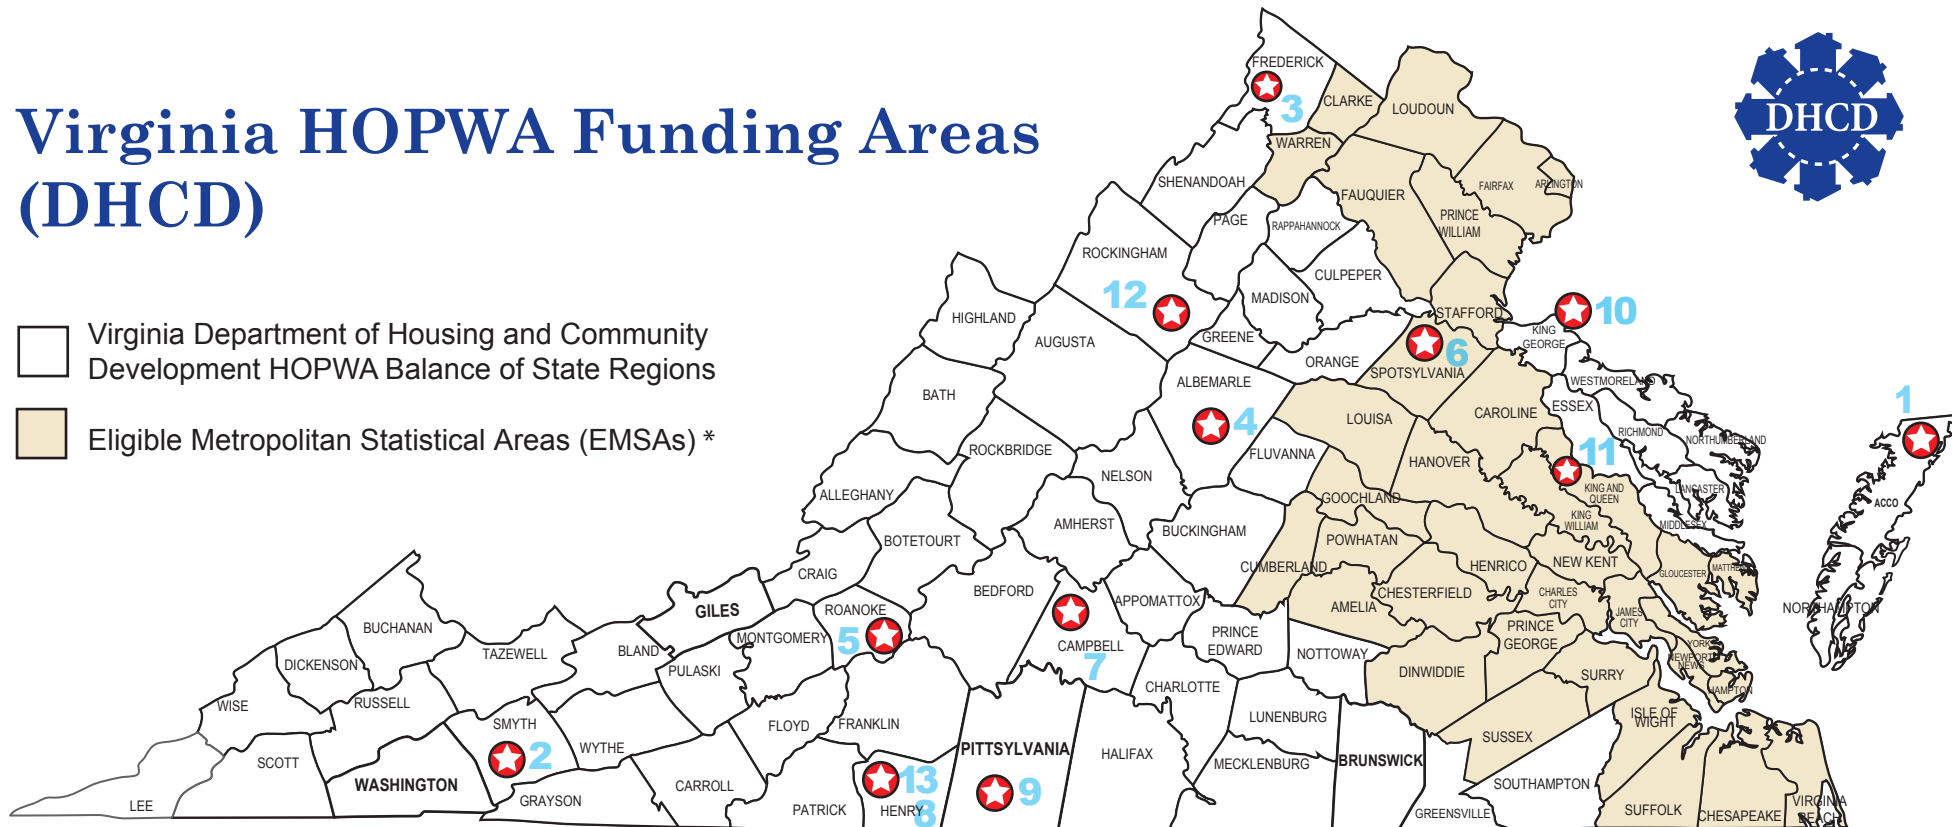 Virginia HOPWA Funding Areas
(DHCD)
DHCD
Virginia Department of Housing and Community
Development HOPWA Balance of State Regions
Eligible Metropolitan Statistical Areas (EMSAs) *
FREDERICK
3
CLARKE
LOUDOUN
WARREN
SHENANDOAH
FAUQUIER
FAIRFAX
ARLINGTON
PAGE
RAPPAHANNOCK
PRINCE
WILLIAM
ROCKINGHAM
CULPEPER
12
MADISON
HIGHLAND
STAFFORD
10
AUGUSTA
GREENE
KING
GEORGE
ORANGE
6
SPOTSYLVANIA
ALBEMARLE
WESTMORELAND
BATH
4
LOUISA
CAROLINE
ESSEX
1
RICHMOND
NORTHUMBERLAND
ROCKBRIDGE
FLUVANNA
HANOVER
11
NELSON
ALLEGHANY
GOOCHLAND
KING AND
QUEEN
LANCASTER
ACCO
AMHERST
BUCKINGHAM
KING
WILLIAM
MIDDLESEX
BOTETOURT
POWHATAN
CRAIG
CUMBERLAND
HENRICO
NEW KENT
GLOUCESTER
MATTHE
BEDFORD
APPOMATTOX
AMELIA
CHESTERFIELD
CHARLES
CITY
NORTHAMPTON
GILES
ROANOKE
5
JAMES
CITY
BUCHANAN
MONTGOMERY
CAMPBELL
7
PRINCE
EDWARD
NOTTOWAY
PRINCE
GEORGE
YORK
NEWPORT
NEWS
DICKENSON
TAZEWELL
BLAND
PULASKI
DINWIDDIE
SURRY
HAMPTON
WISE
RUSSELL
CHARLOTTE
SMYTH
2
WYTHE
FLOYD
FRANKLIN
LUNENBURG
ISLE OF
WIGHT
SCOTT
PITTSYLVANIA
9
HALIFAX
MECKLENBURG
BRUNSWICK
SUSSEX
WASHINGTON
CARROLL
13
8
SOUTHAMPTON
LEE
GRAYSON
PATRICK
HENRY
GREENSVILLE
SUFFOLK
CHESAPEAKE
VIRGINIA
BEACH